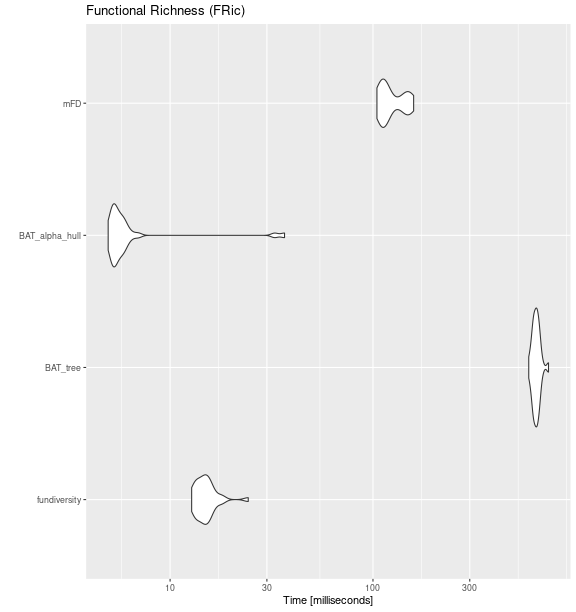 Functional Richness (FRic)
mFD
BAT_alpha_hull
BAT_tree
fundiversity
10 30 100 300
Time [milliseconds]